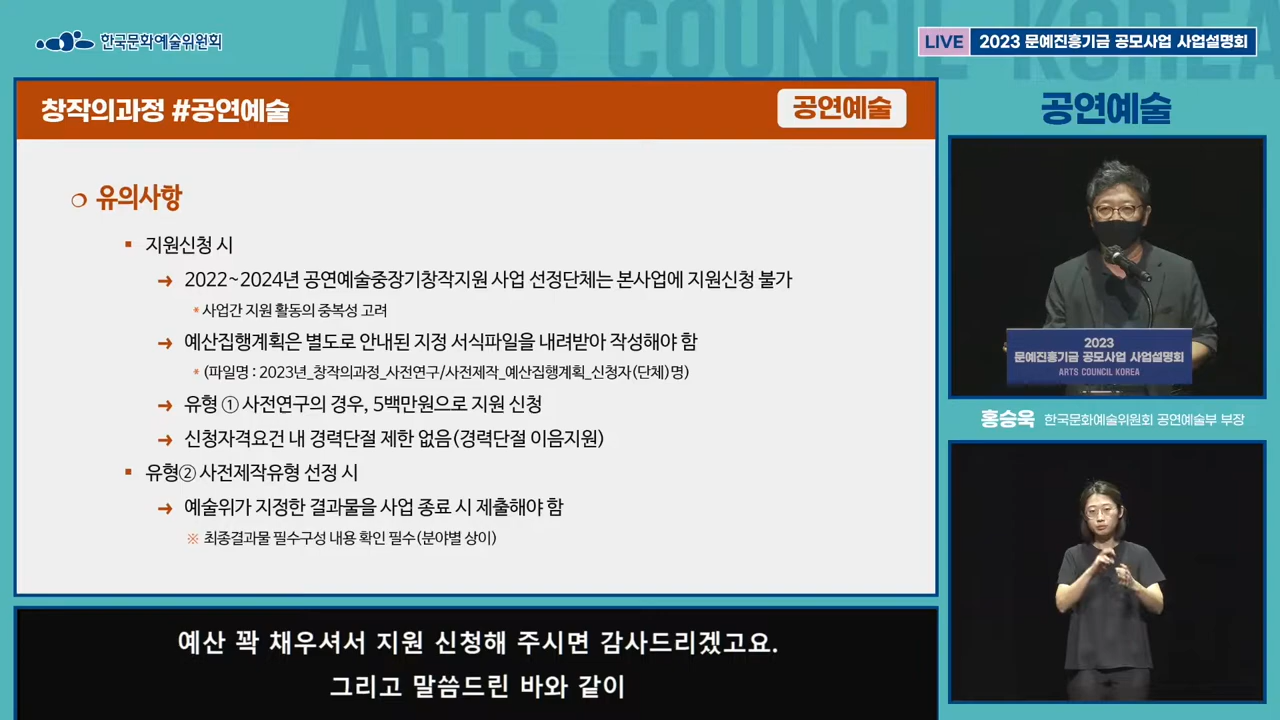 ARTS COUNCIL KOREA
한국문화예술위원회
LIVE 2023 문예진흥기금 공모사업 사업설명회
창작의과정 #공연예술
공연예술
❍ 유의사항
▪ 지원신청 시
→ 2022~2024년 공연예술중장기창작지원 사업 선정단체는 본사업에 지원신청 불가
* 사업간 지원 활동의 중복성 고려
→ 예산집행계획은 별도로 안내된 지정 서식파일을 내려받아 작성해야 함
* (파일명 : 2023년_창작의과정_사전연구/사전제작_예산집행계획_신청자(단체)명)
→ 유형 ① 사전연구의 경우, 5백만원으로 지원 신청
→ 신청자격요건 내 경력단절 제한 없음(경력단절 이음지원)
▪ 유형② 사전제작유형 선정 시
→ 예술위가 지정한 결과물을 사업 종료 시 제출해야 함
※ 최종결과물 필수구성 내용 확인 필수(분야별 상이)
예산 꽉 채우셔서 지원 신청해 주시면 감사드리겠고요.
그리고 말씀드린 바와 같이
공연예술
2023
문예진흥기금 공모사업 사업설명회
ARTS COUNCIL KOREA
홍승욱 한국문화예술위원회 공연예술부 부장